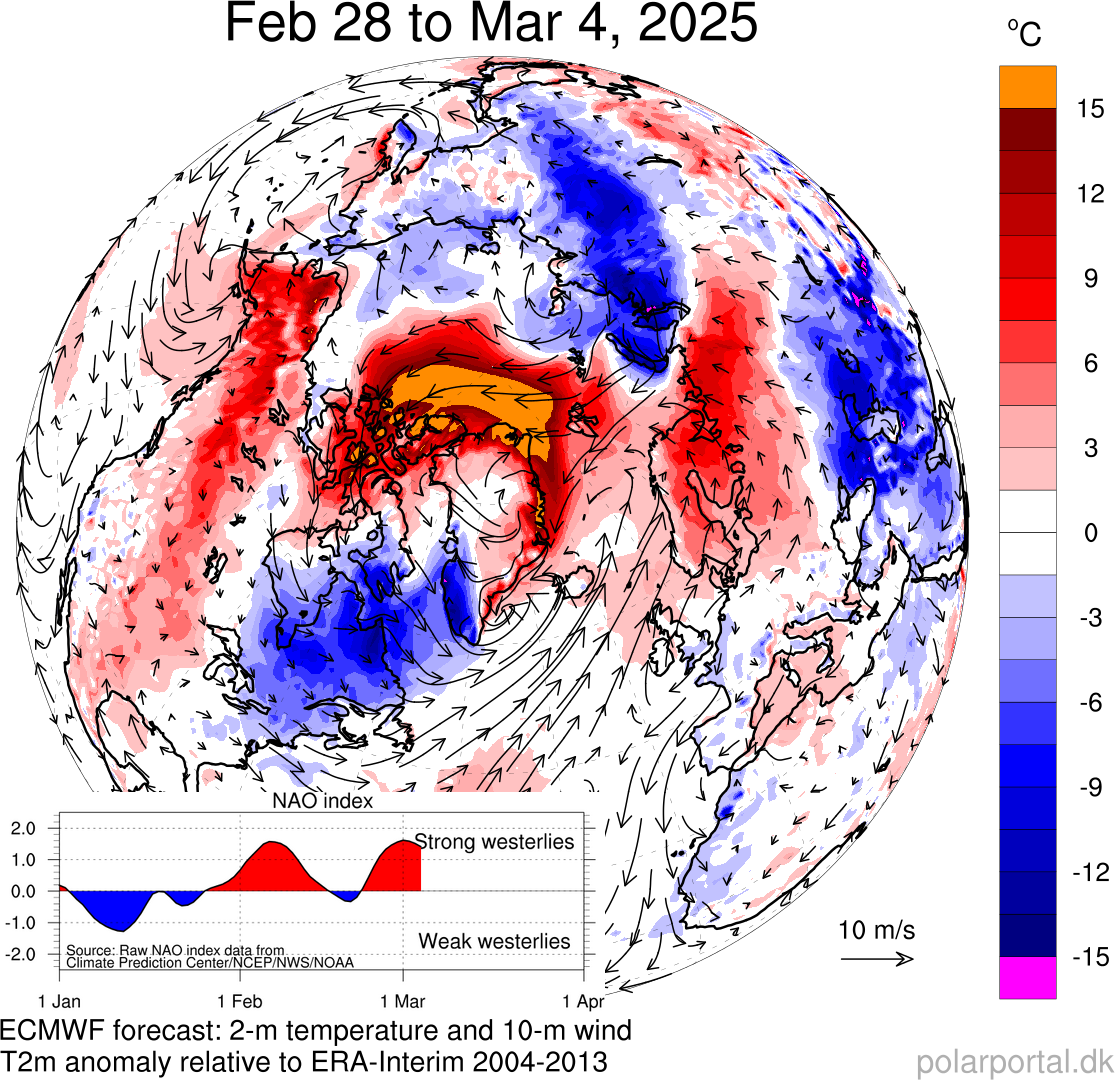 Feb 28 to Mar 4, 2025
oC
15
12
9
6
3
0
-3
-6
-9
-12
-15
NAO index
2.0
1.0
0.0
-1.0
-2.0
Strong westerlies
Weak westerlies
Source: Raw NAO index data from
Climate Prediction Center/NCEP/NWS/NOAA
1 Jan
1 Feb
1 Mar
1 Apr
10 m/s
ECMWF forecast: 2-m temperature and 10-m wind
T2m anomaly relative to ERA-Interim 2004-2013
polarportal.dk